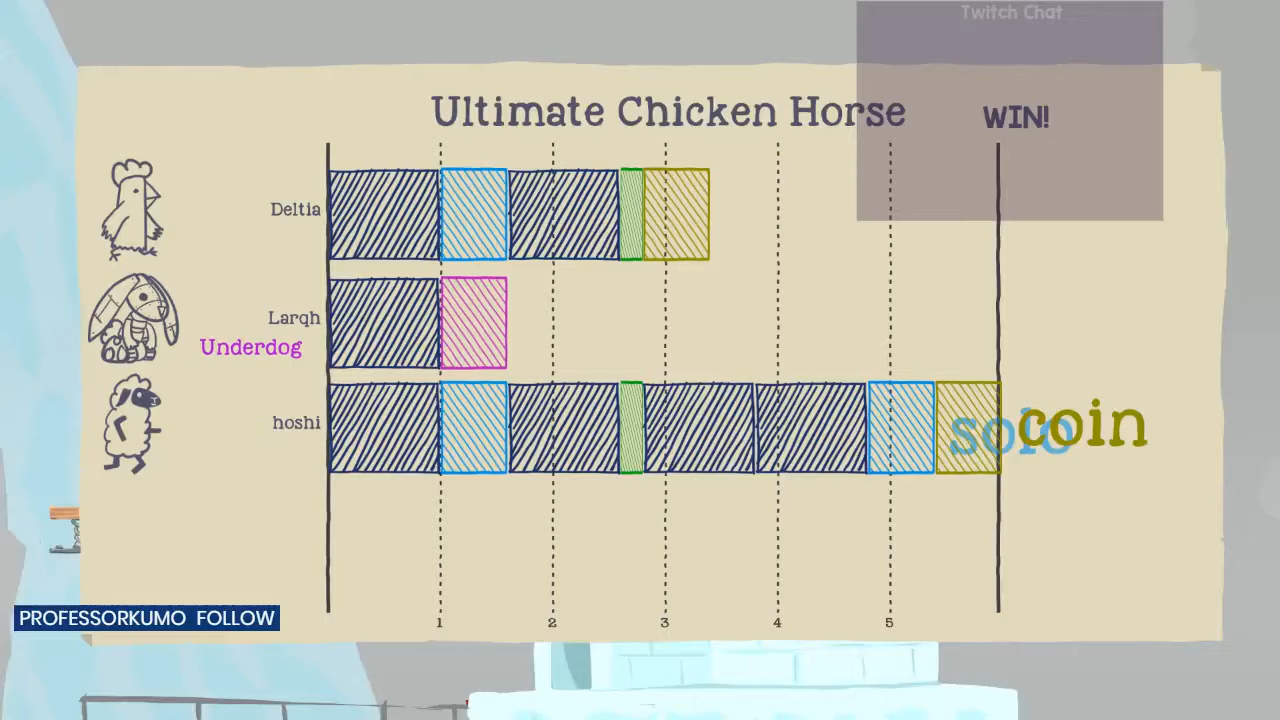 Twitch Chat
Ultimate Chicken Horse
WIN!
Deltia
Larqh
Underdog
hoshi
solo
coin
1 2 3 4 5
PROFESSORKUMO FOLLOW